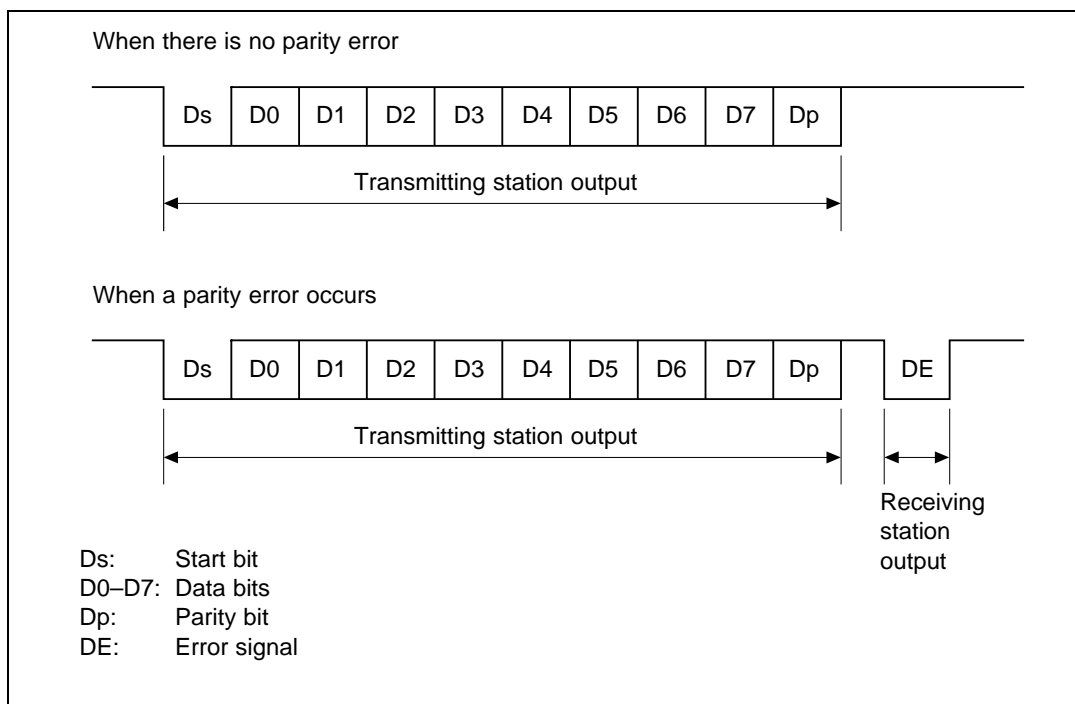 When there is no parity error
Ds D0 D1 D2 D3 D4 D5 D6 D7 Dp
Transmitting station output
When a parity error occurs
Ds D0 D1 D2 D3 D4 D5 D6 D7 Dp DE
Transmitting station output
Receiving
station
output
Ds: Start bit
D0–D7: Data bits
Dp: Parity bit
DE: Error signal